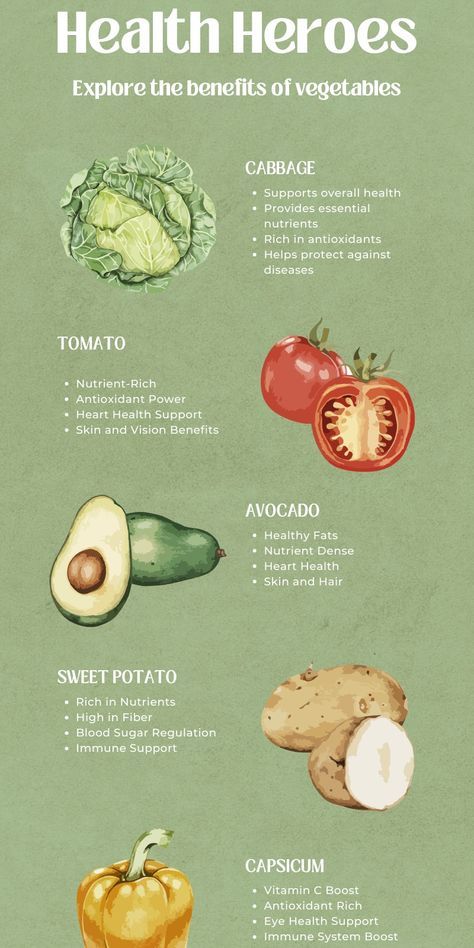 Health Heroes
Explore the benefits of vegetables
CABBAGE
• Supports overall health
• Provides essential
nutrients
• Rich in antioxidants
• Helps protect against
diseases
TOMATO
• Nutrient-Rich
• Antioxidant Power
• Heart Health Support
• Skin and Vision Benefits
AVOCADO
• Healthy Fats
• Nutrient Dense
• Heart Health
• Skin and Hair
SWEET POTATO
• Rich in Nutrients
• High in Fiber
• Blood Sugar Regulation
• Immune Support
CAPSICUM
• Vitamin C Boost
• Antioxidant Rich
• Eye Health Support
• Immune System Boost